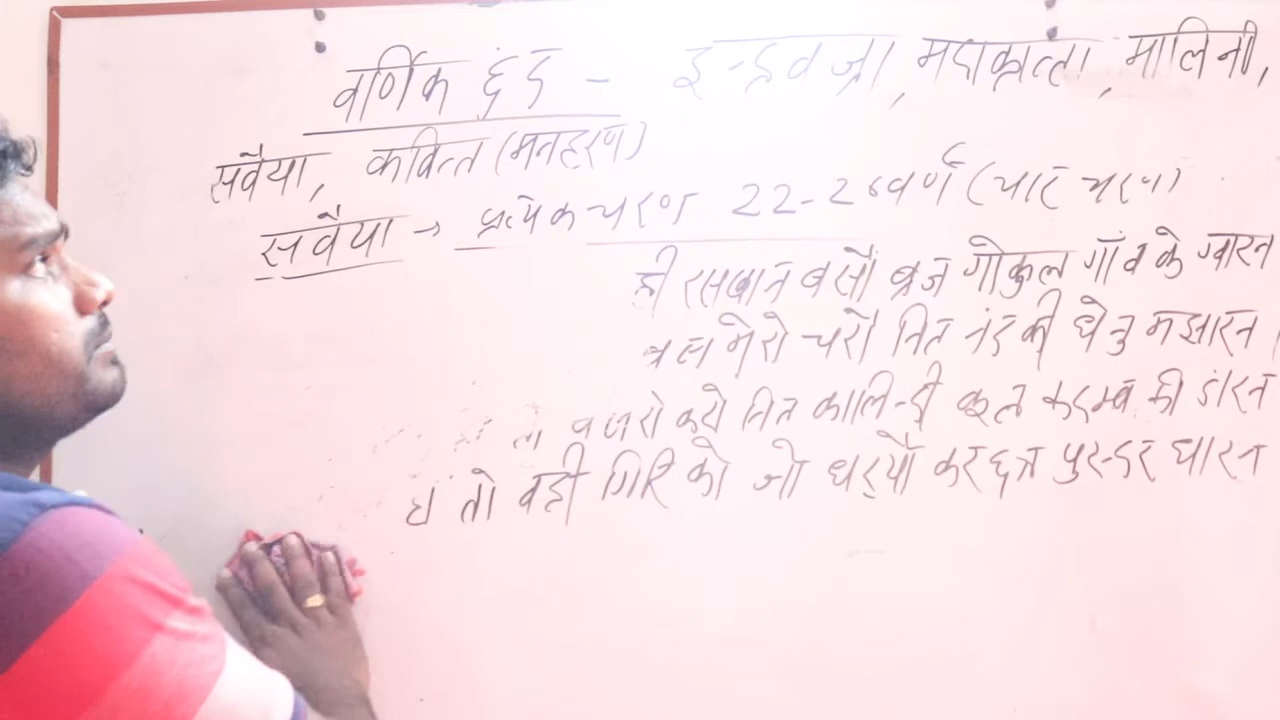 वर्णिक छंद - इन्द्रवज्रा, मंदाक्रान्ता, मालिनी,
सवैया, कवित्त (मनहरण)
सवैया → प्रत्येक चरण 22-26 वर्ण (चार चरण)
ही रसखान बसौं ब्रज गोकुल गाँव के ग्वारन
मेरो चरौं नित नंद की धेनु मझारन।
करो नित कालिन्दी कूल कदम्ब की डारन
तो वही गिरि को जो धर्‌यौ कर छत्र पुरन्दर धारन